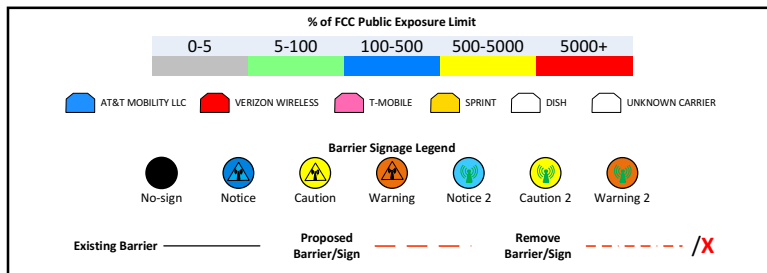 % of FCC Public Exposure Limit
0-5 5-100 100-500 500-5000 5000+
AT&T MOBILITY LLC VERIZON WIRELESS T-MOBILE SPRINT DISH UNKNOWN CARRIER
Barrier Signage Legend
No-sign Notice Caution Warning Notice 2 Caution 2 Warning 2
Existing Barrier Proposed Barrier/Sign Remove Barrier/Sign /X